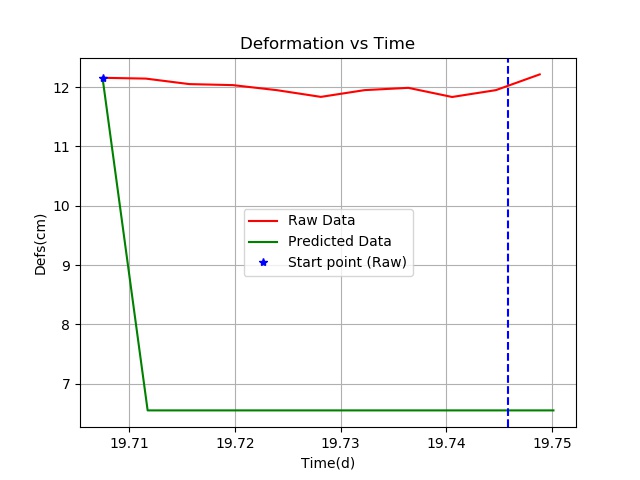 Deformation vs Time
Defs(cm)
12
11
10
9
8
7
Raw Data
Predicted Data
Start point (Raw)
19.71 19.72 19.73 19.74 19.75
Time(d)